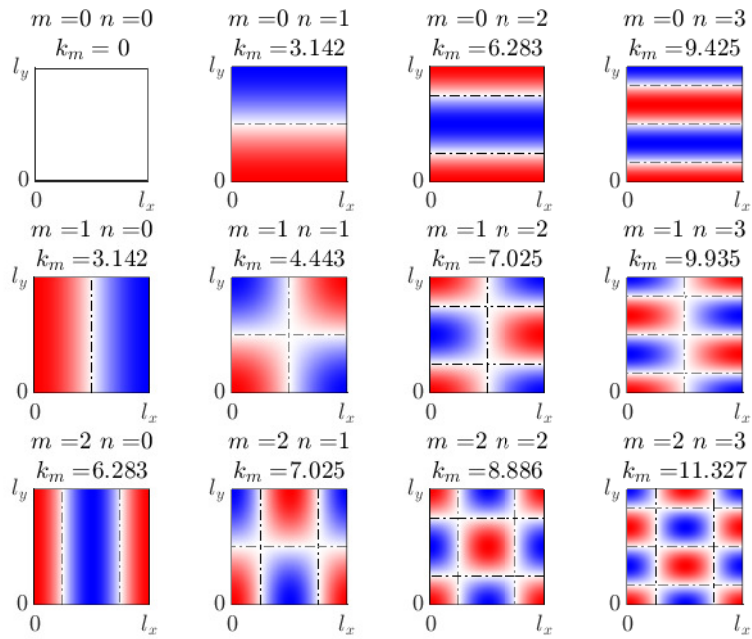 m =0 n =0 m =0 n =1 m =0 n =2 m =0 n =3
k_m = 0 k_m =3.142 k_m =6.283 k_m =9.425
l_y l_y l_y l_y
0 0 0 0
0 l_x 0 l_x 0 l_x 0 l_x
m =1 n =0 m =1 n =1 m =1 n =2 m =1 n =3
k_m =3.142 k_m =4.443 k_m =7.025 k_m =9.935
l_y l_y l_y l_y
0 0 0 0
0 l_x 0 l_x 0 l_x 0 l_x
m =2 n =0 m =2 n =1 m =2 n =2 m =2 n =3
k_m =6.283 k_m =7.025 k_m =8.886 k_m =11.327
l_y l_y l_y l_y
0 0 0 0
0 l_x 0 l_x 0 l_x 0 l_x